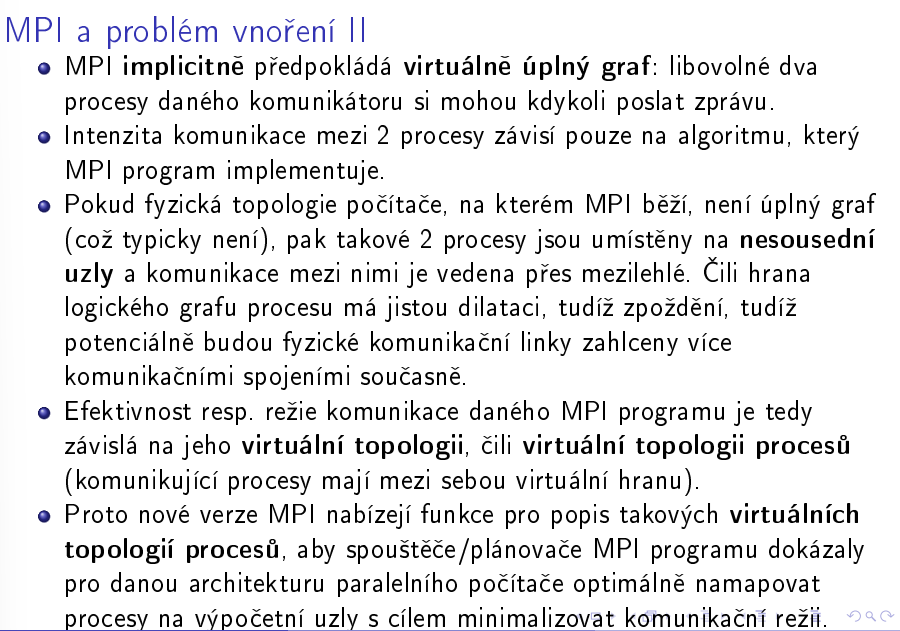 MPI a problém vnoření II
MPI implicitně předpokládá virtuálně úplný graf: libovolné dva
procesy daného komunikátoru si mohou kdykoli poslat zprávu.
Intenzita komunikace mezi 2 procesy závisí pouze na algoritmu, který
MPI program implementuje.
Pokud fyzická topologie počítače, na kterém MPI běží, není úplný graf
(což typicky není), pak takové 2 procesy jsou umístěny na nesousední
uzly a komunikace mezi nimi je vedena přes mezilehlé. Čili hrana
logického grafu procesu má jistou dilataci, tudíž zpoždění, tudíž
potenciálně budou fyzické komunikační linky zahlceny více
komunikačními spojeními současně.
Efektivnost resp. režie komunikace daného MPI programu je tedy
závislá na jeho virtuální topologii, čili virtuální topologii procesů
(komunikující procesy mají mezi sebou virtuální hranu).
Proto nové verze MPI nabízejí funkce pro popis takových virtuálních
topologií procesů, aby spouštěče/plánovače MPI programu dokázaly
pro danou architekturu paralelního počítače optimálně namapovat
procesy na výpočetní uzly s cílem minimalizovat komunikační režii.